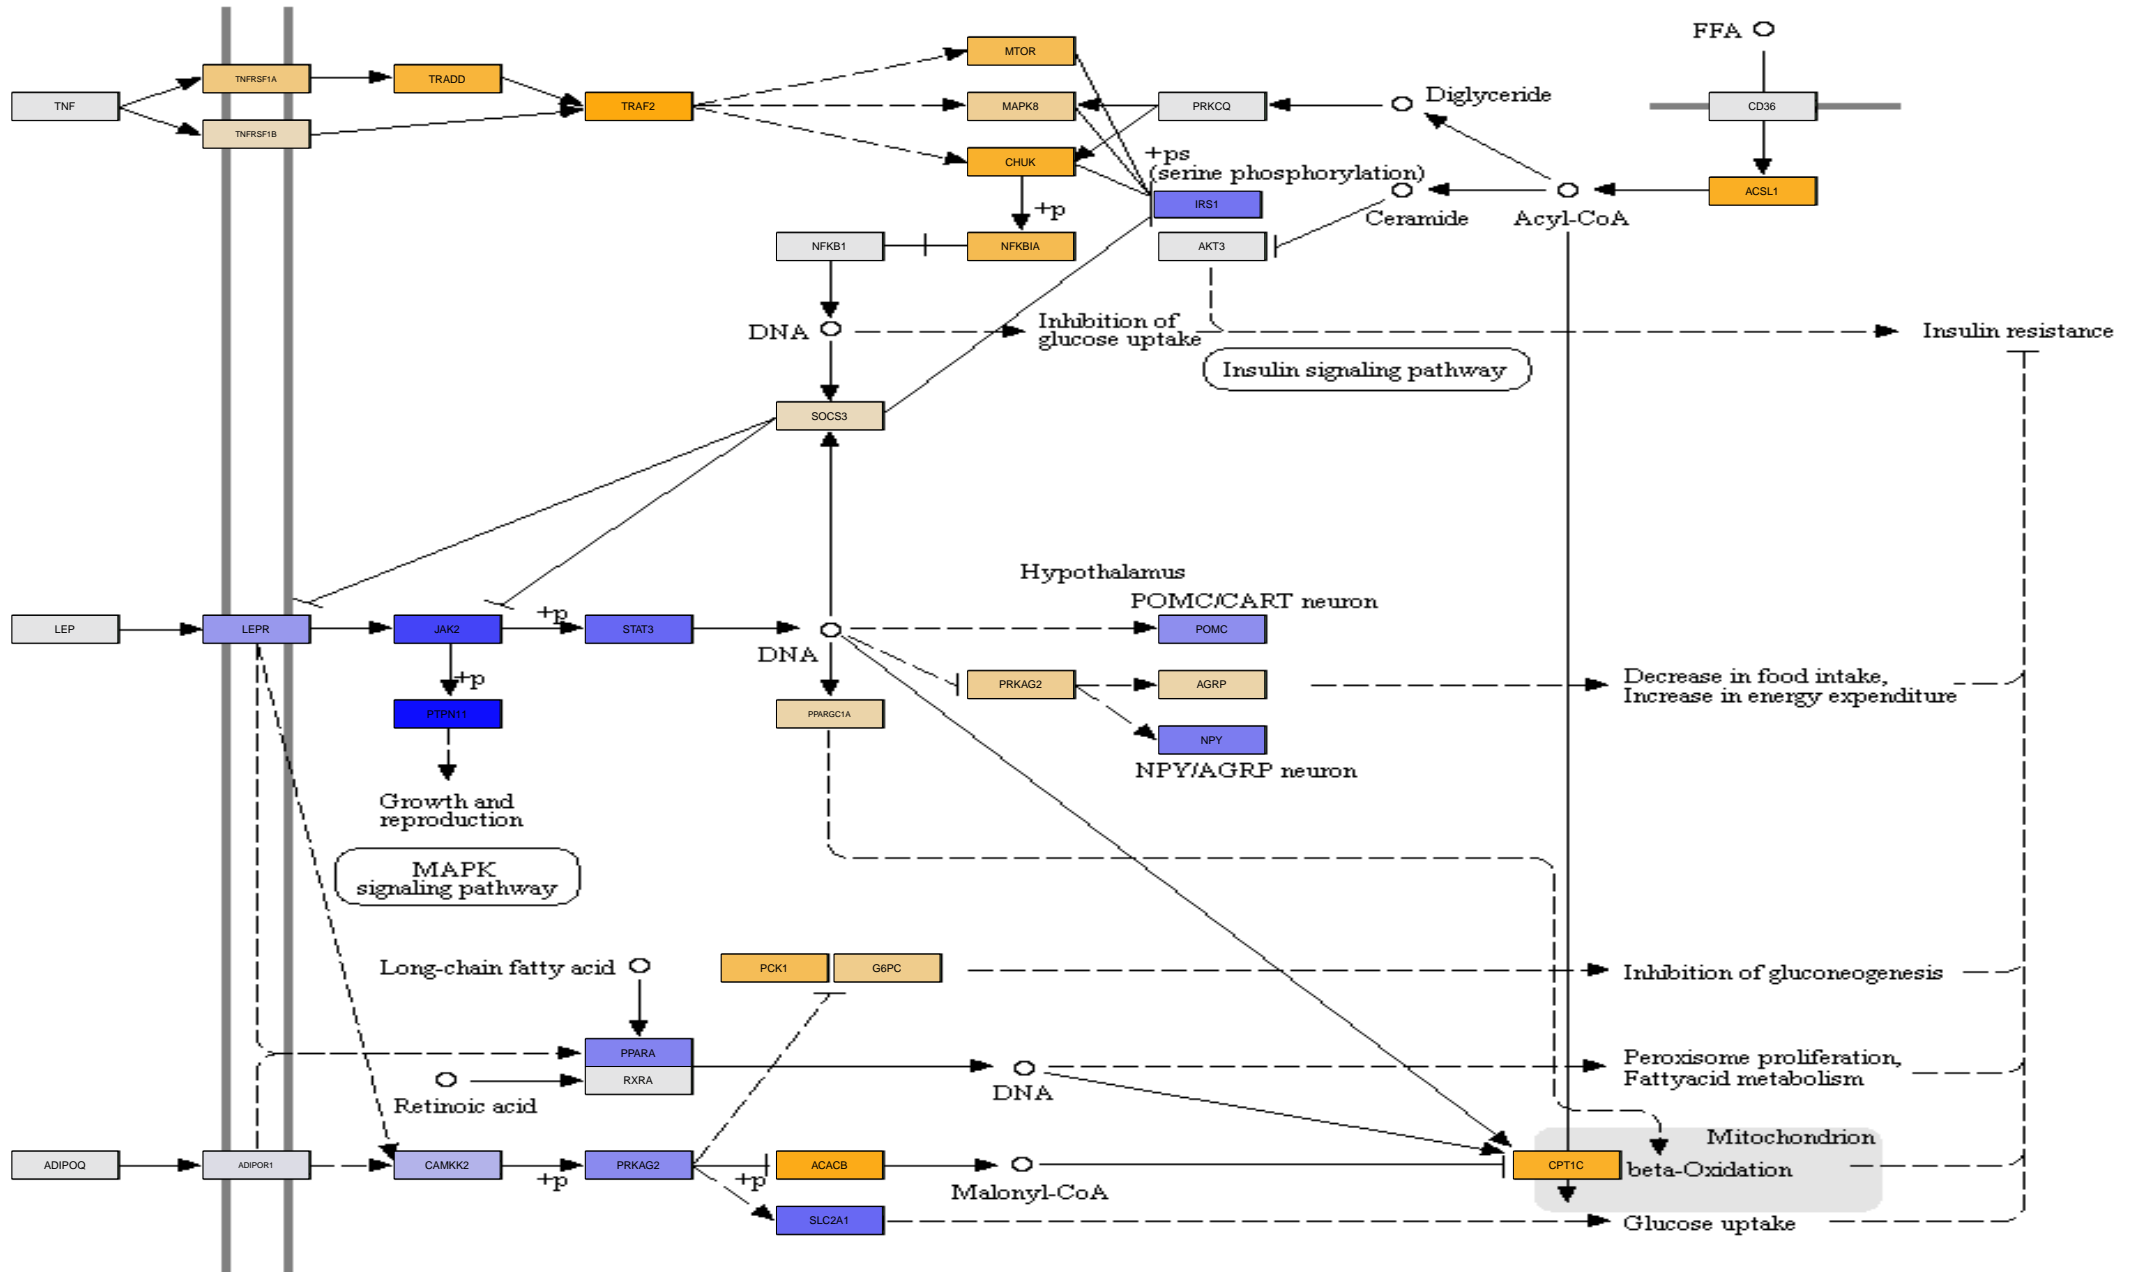 FFA
MTOR
TNFRSF1A
TRADD
TNF
TRAF2
MAPK8
PRKCQ
Diglyceride
CD36
TNFRSF1B
CHUK
+ps
(serine phosphorylation)
IRS1
+p
Ceramide
Acyl-CoA
ACSL1
NFKB1
NFKBIA
AKT3
DNA
Inhibition of
glucose uptake
Insulin resistance
Insulin signaling pathway
SOCS3
Hypothalamus
POMC/CART neuron
LEP
LEPR
JAK2
+p
STAT3
DNA
POMC
+p
PRKAG2
AGRP
Decrease in food intake,
Increase in energy expenditure
PTPN11
PPARGC1A
NPY
NPY/AGRP neuron
Growth and
reproduction
MAPK
signaling pathway
Long-chain fatty acid
PCK1
G6PC
Inhibition of gluconeogenesis
PPARA
RXRA
Retinoic acid
DNA
Peroxisome proliferation,
Fattyacid metabolism
Mitochondrion
ADIPOQ
ADIPOR1
CAMKK2
+p
PRKAG2
+p
ACACB
Malonyl-CoA
CPT1C
beta-Oxidation
SLC2A1
Glucose uptake